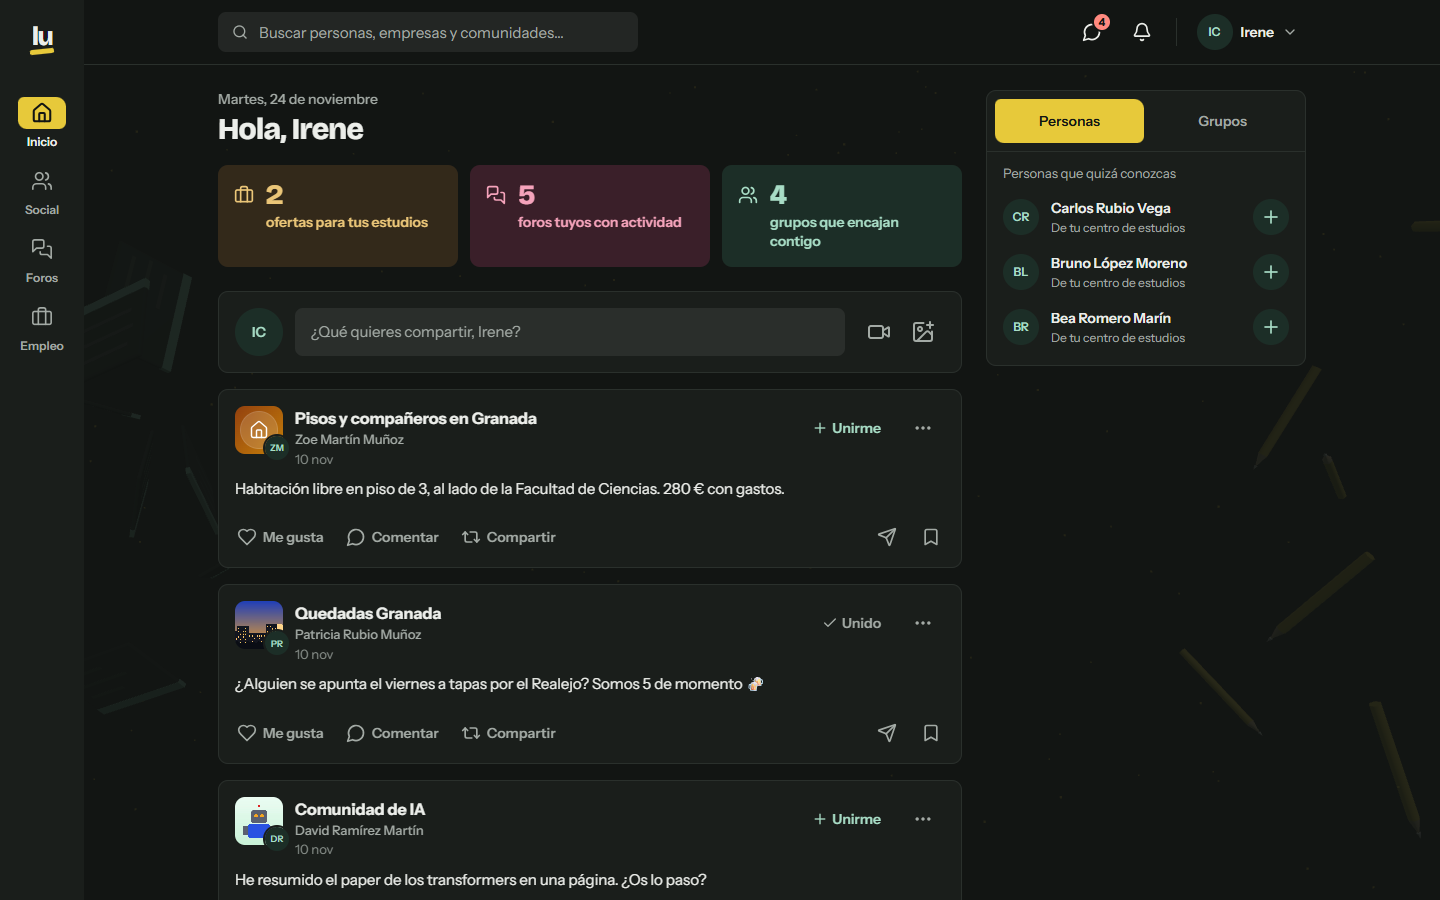 lu
Buscar personas, empresas y comunidades...
4
IC
Irene
Inicio
Social
Foros
Empleo
Martes, 24 de noviembre
Hola, Irene
2
ofertas para tus estudios
5
foros tuyos con actividad
4
grupos que encajan
contigo
IC
¿Qué quieres compartir, Irene?
Pisos y compañeros en Granada
ZM
Zoe Martín Muñoz
10 nov
Unirme
Habitación libre en piso de 3, al lado de la Facultad de Ciencias. 280 € con gastos.
Me gusta
Comentar
Compartir
Quedadas Granada
PR
Patricia Rubio Muñoz
10 nov
Unido
¿Alguien se apunta el viernes a tapas por el Realejo? Somos 5 de momento
Me gusta
Comentar
Compartir
Comunidad de IA
DR
David Ramírez Martín
10 nov
Unirme
He resumido el paper de los transformers en una página. ¿Os lo paso?
Personas
Grupos
Personas que quizá conozcas
CR
Carlos Rubio Vega
De tu centro de estudios
BL
Bruno López Moreno
De tu centro de estudios
BR
Bea Romero Marín
De tu centro de estudios